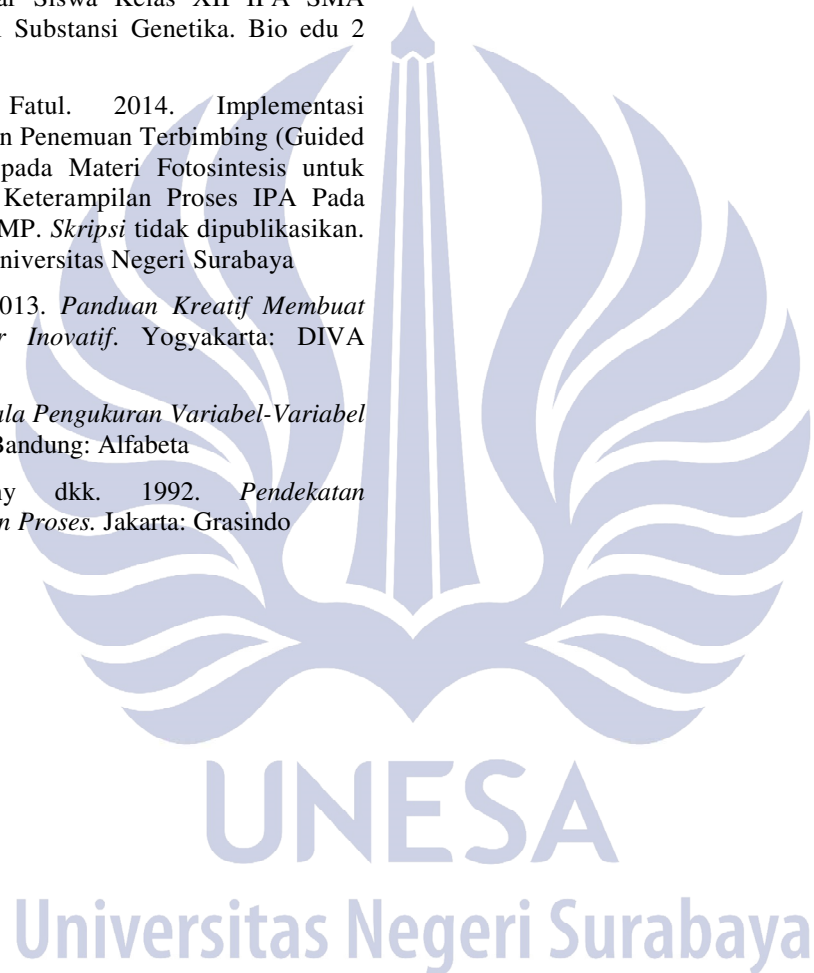 ar Siswa Kelas XII IPA SMA
Substansi Genetika. Bio edu 2
Fatul. 2014. Implementasi
n Penemuan Terbimbing (Guided
pada Materi Fotosintesis untuk
Keterampilan Proses IPA Pada
MP. Skripsi tidak dipublikasikan.
niversitas Negeri Surabaya
013. Panduan Kreatif Membuat
r Inovatif. Yogyakarta: DIVA
ala Pengukuran Variabel-Variabel
Bandung: Alfabeta
ny dkk. 1992. Pendekatan
n Proses. Jakarta: Grasindo
UNESA
Universitas Negeri Surabaya